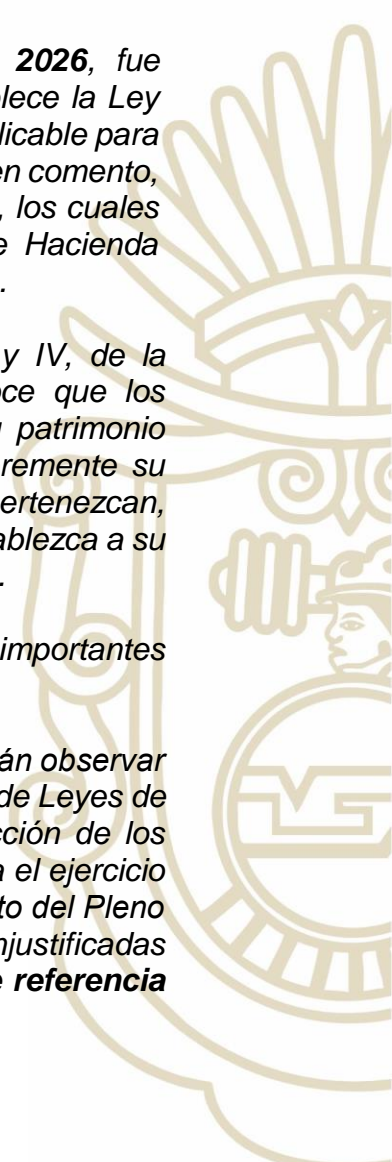 2026, fue
lece la Ley
licable para
en comento,
, los cuales
e Hacienda
.
y IV, de la
oce que los
patrimonio
remente su
ertenezcan,
ablezca a su
.
importantes
án observar
de Leyes de
cción de los
a el ejercicio
to del Pleno
njustificadas
e referencia